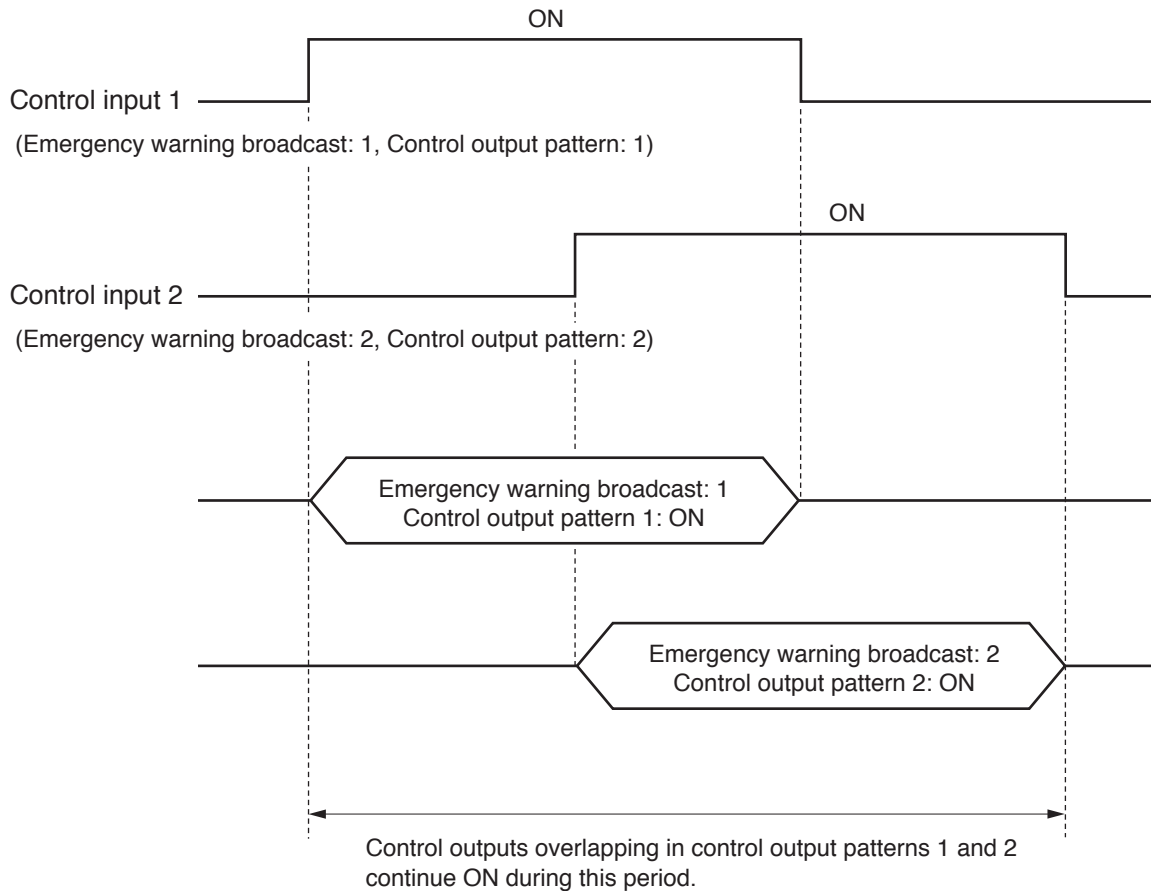 ON
Control input 1
(Emergency warning broadcast: 1, Control output pattern: 1)
ON
Control input 2
(Emergency warning broadcast: 2, Control output pattern: 2)
Emergency warning broadcast: 1
Control output pattern 1: ON
Emergency warning broadcast: 2
Control output pattern 2: ON
Control outputs overlapping in control output patterns 1 and 2
continue ON during this period.